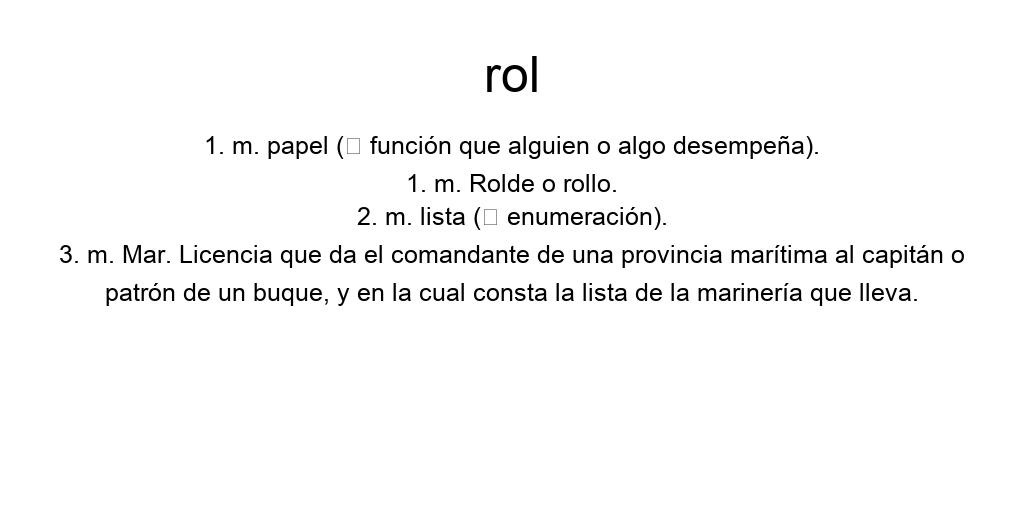 rol
1. m. papel (□ función que alguien o algo desempeña).
1. m. Rolde o rollo.
2. m. lista (□ enumeración).
3. m. Mar. Licencia que da el comandante de una provincia marítima al capitán o
patrón de un buque, y en la cual consta la lista de la marinería que lleva.